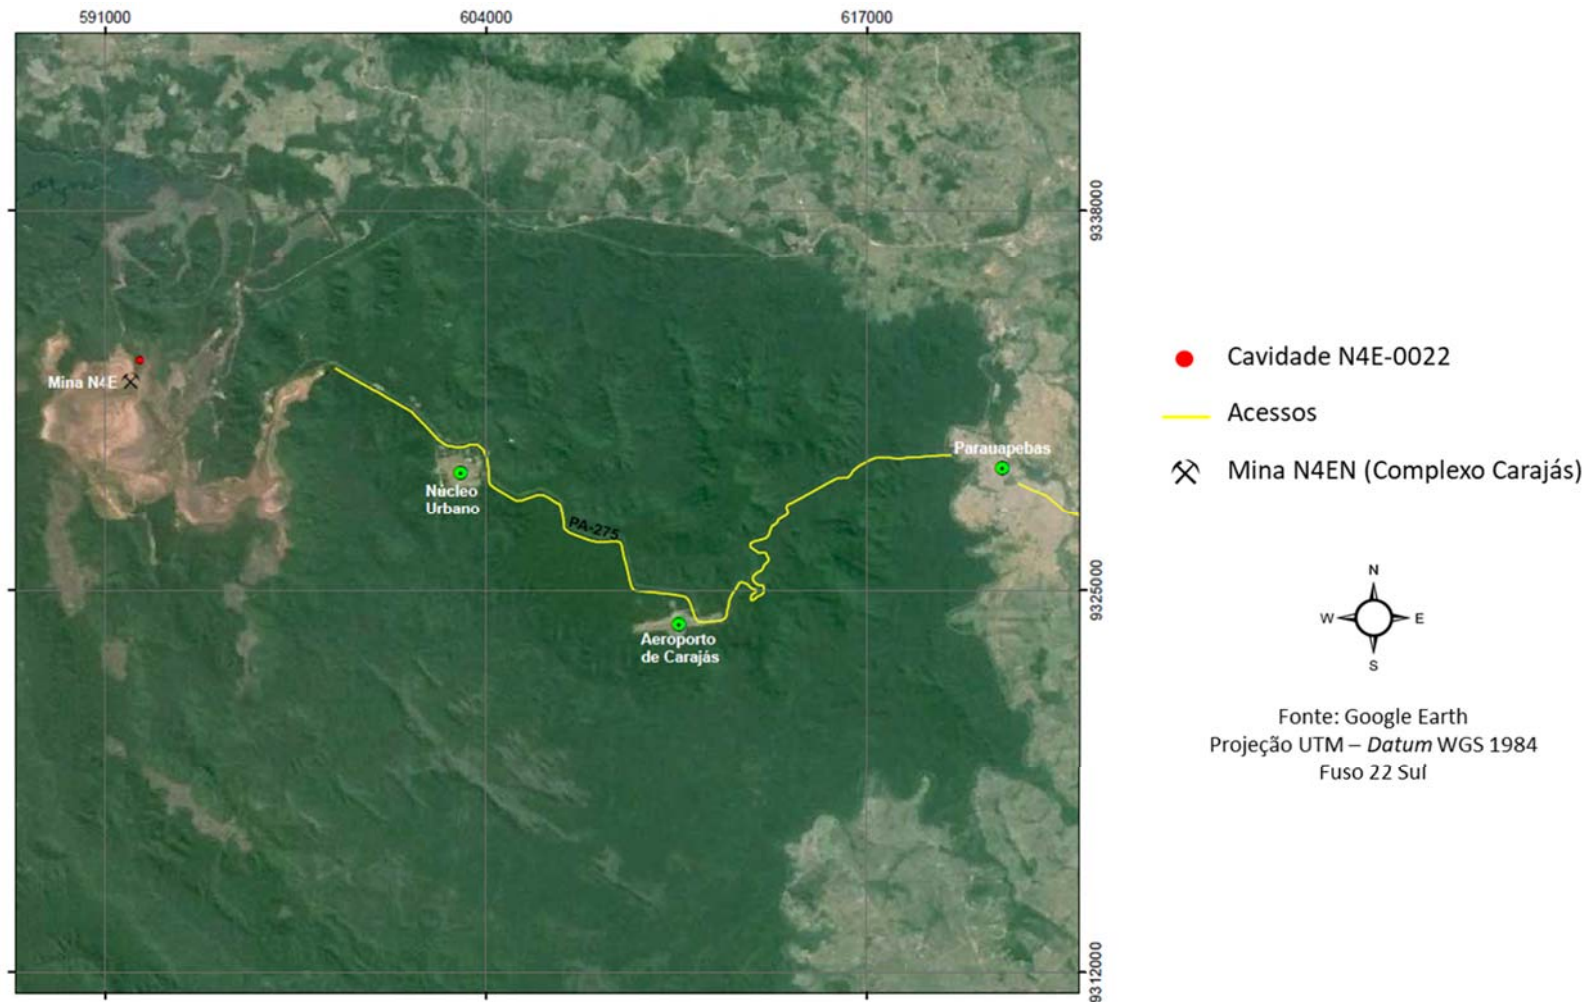 591000
604000
617000
9338000
Mina N4E
Parauapebas
Núcleo
Urbano
PA-275
9325000
Aeroporto
de Carajás
9312000
Cavidade N4E-0022
Acessos
Mina N4EN (Complexo Carajás)
N
W
E
S
Fonte: Google Earth
Projeção UTM – Datum WGS 1984
Fuso 22 Sul